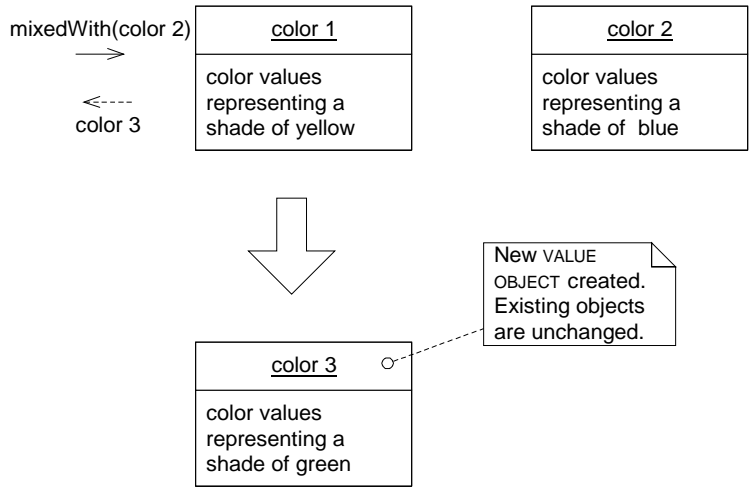 mixedWith(color 2)
color 3
color 1
color values
representing a
shade of yellow
color 2
color values
representing a
shade of blue
New VALUE
OBJECT created.
Existing objects
are unchanged.
color 3
color values
representing a
shade of green